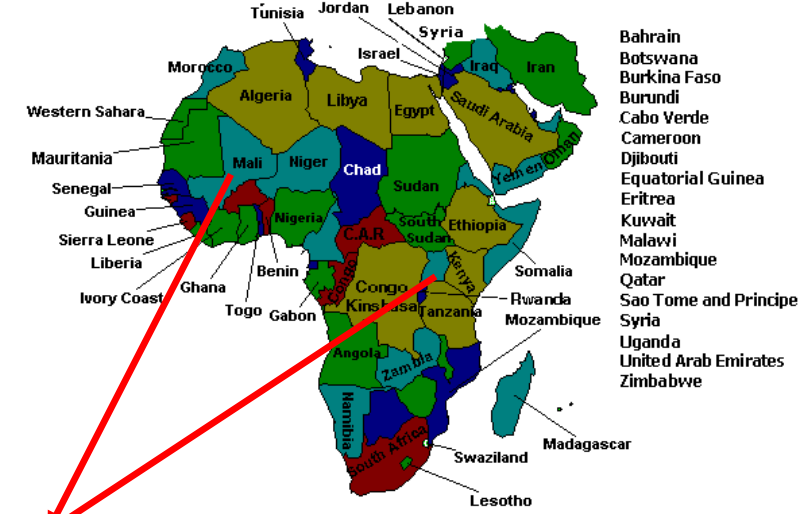 Jordan
Lebanon
Tunisia
Syria
Israel
Bahrain
Morocco
Iraq
Iran
Botswana
Burkina Faso
Algeria
Libya
Egypt
Saudi Arabia
Burundi
Western Sahara
Cabo Verde
Cameroon
Mauritania
Mali
Niger
Chad
Yemen
Oman
Djibouti
Senegal
Sudan
Equatorial Guinea
Eritrea
Guinea
Nigeria
South
Sudan
Ethiopia
Kuwait
Sierra Leone
C.A.R
Malawi
Liberia
Benin
Congo
Kenya
Somalia
Mozambique
Ivory Coast
Ghana
Congo
Kinshasa
Rwanda
Qatar
Togo
Gabon
Tanzania
Mozambique
Sao Tome and Principe
Syria
Angola
Zambia
Uganda
United Arab Emirates
Zimbabwe
Namibia
South Africa
Swaziland
Madagascar
Lesotho